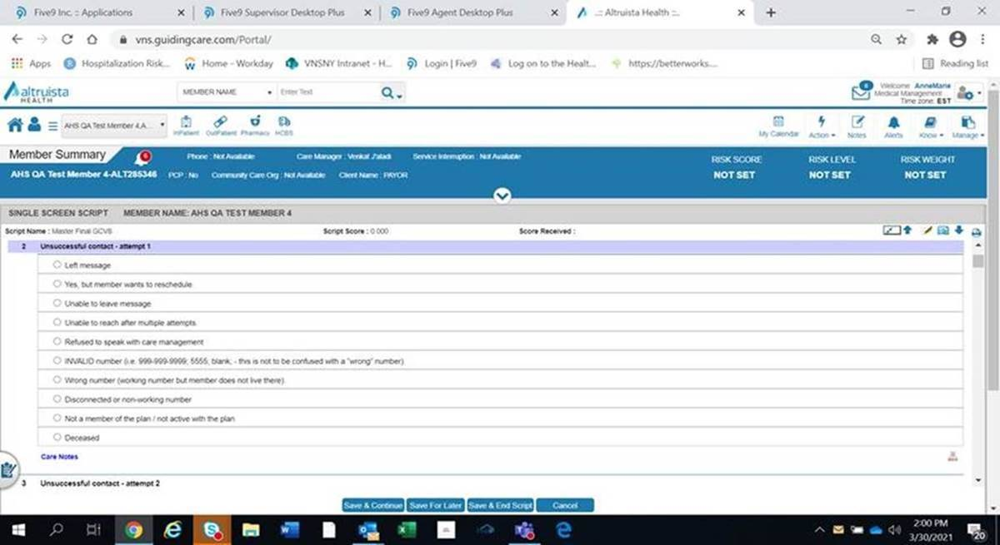 Five9 Inc. :: Applications
Five9 Supervisor Desktop Plus
Five9 Agent Desktop Plus
..:: Altruista Health ::..
vns.guidingcare.com/Portal/
Apps
Hospitalization Risk...
Home - Workday
VNSNY Intranet - H...
Login | Five9
Log on to the Healt...
https://betterworks....
Reading list
altruista
HEALTH
MEMBER NAME
Enter Text
6
Welcome AnneMarie
Medical Management
Time zone: EST
AHS QA Test Member 4,A...
InPatient
OutPatient
Pharmacy
HCBS
My Calendar
Action
Notes
Alerts
Know
Manage
Member Summary
6
Phone : Not Available
Care Manager : Venkat Jaladi
Service Interruption : Not Available
RISK SCORE
RISK LEVEL
RISK WEIGHT
AHS QA Test Member 4-ALT285346
PCP : No
Community Care Org : Not Available
Client Name : PAYOR
NOT SET
NOT SET
NOT SET
SINGLE SCREEN SCRIPT
MEMBER NAME: AHS QA TEST MEMBER 4
Script Name : Master Final GCV8
Script Score : 0.000
Score Received :
2 Unsuccessful contact - attempt 1
Left message
Yes, but member wants to reschedule
Unable to leave message
Unable to reach after multiple attempts
Refused to speak with care management
INVALID number (i.e. 999-999-9999; 5555; blank; - this is not to be confused with a "wrong" number)
Wrong number (working number but member does not live there)
Disconnected or non-working number
Not a member of the plan / not active with the plan
Deceased
Care Notes
3 Unsuccessful contact - attempt 2
Save & Continue
Save For Later
Save & End Script
Cancel
2:00 PM
3/30/2021
20